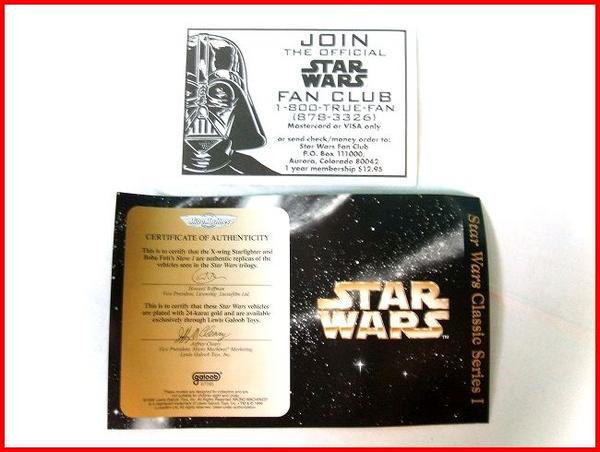 JOIN
THE OFFICIAL
STAR
WARS
FAN CLUB
1-800-TRUE-FAN
(878-3326)
Mastercard or VISA only
or send check/money order to:
Star Wars Fan Club
P.O. Box 111000,
Aurora, Colorado 80042
1 year membership $12.95
MicroMachines
CERTIFICATE OF AUTHENTICITY
This is to certify that the X-wing Starfighter and
Boba Fett's Slave I are authentic replicas of the
vehicles seen in the Star Wars trilogy.
Howard Roffman
Vice President, Licensing, Lucasfilm Ltd.
This is to certify that these Star Wars vehicles
are plated with 24-karat gold and are available
exclusively through Lewis Galoob Toys.
Jeffrey
Vice President, Micro Machines Marketing
Lewis Galoob Toys, Inc.
galoob
STAR
WARS™
Star Wars Classic Series I